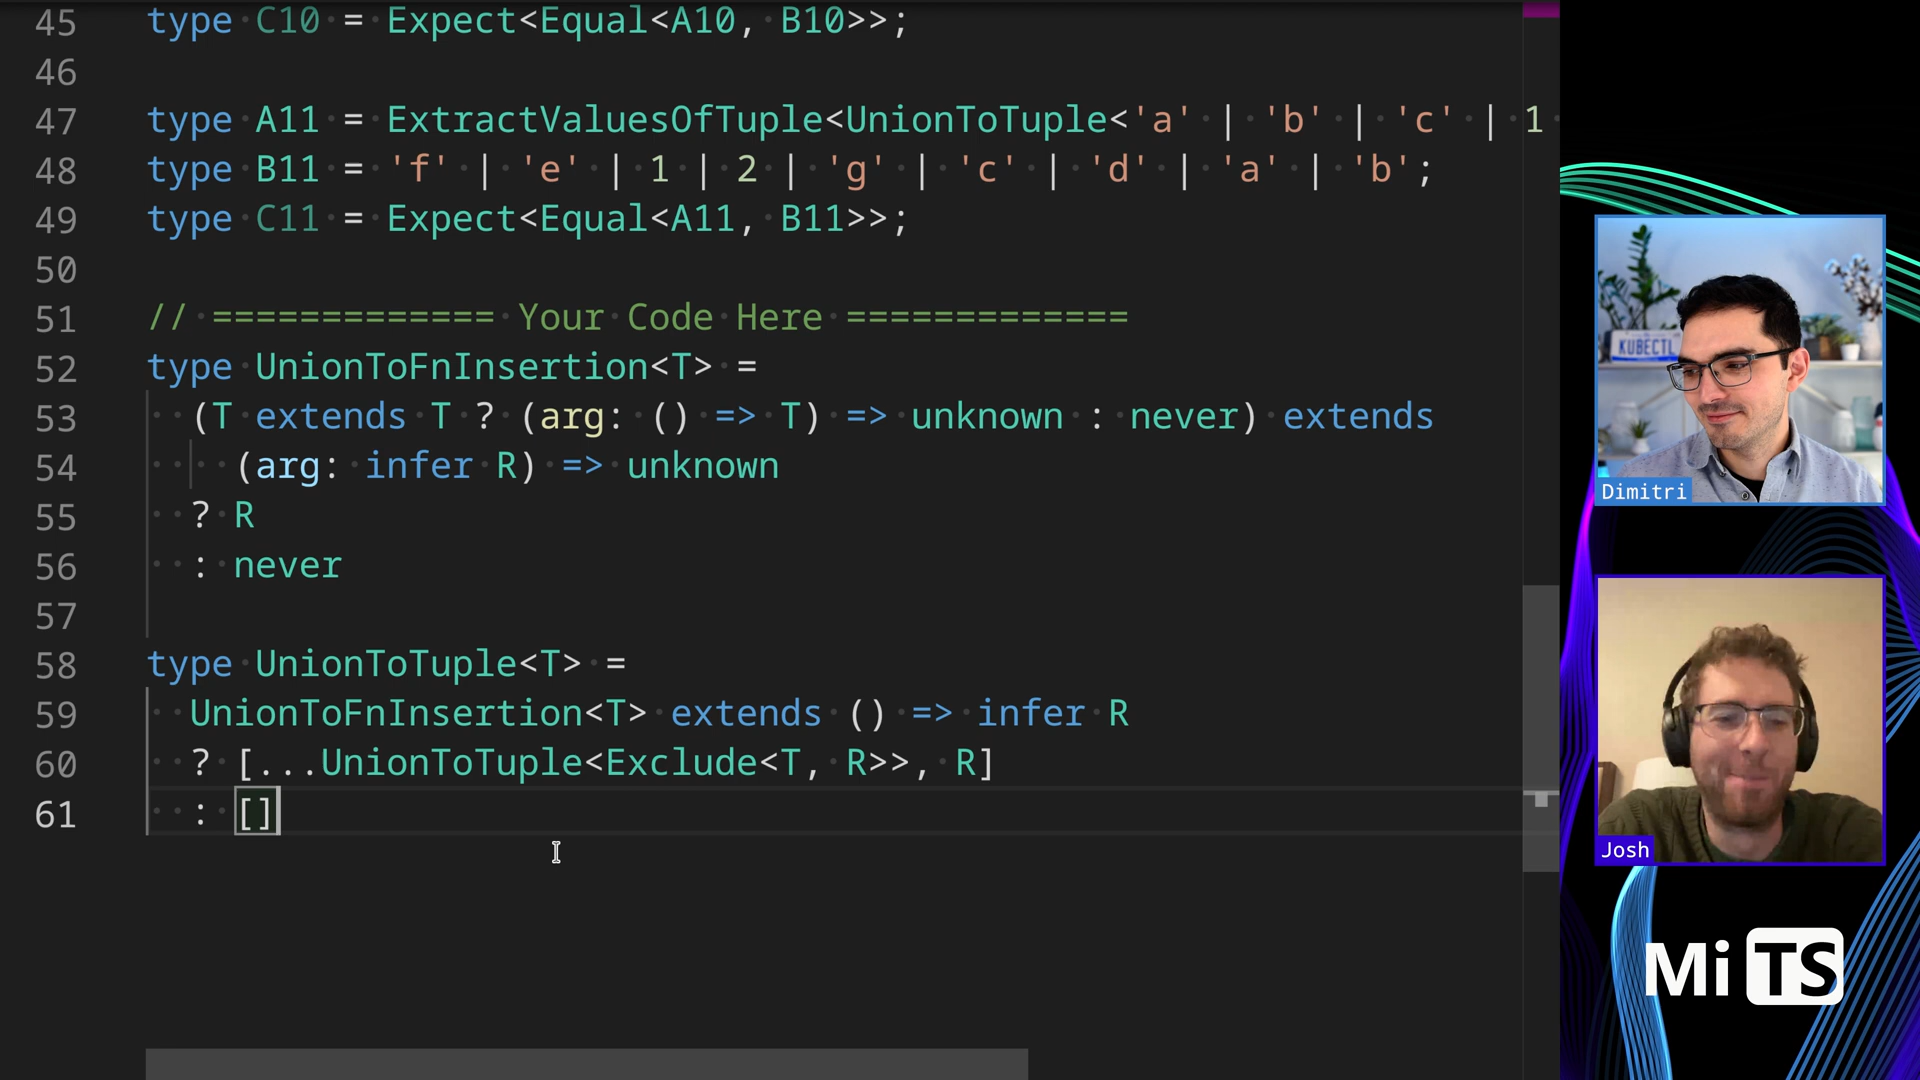 45 type C10 = Expect<Equal<A10, B10>>;
46
47 type A11 = ExtractValuesOfTuple<UnionToTuple<'a' | 'b' | 'c' | 1
48 type B11 = 'f' | 'e' | 1 | 2 | 'g' | 'c' | 'd' | 'a' | 'b';
49 type C11 = Expect<Equal<A11, B11>>;
50
51 // ============= Your Code Here =============
52 type UnionToFnInsertion<T> =
53 (T extends T ? (arg: () => T) => unknown : never) extends
54 (arg: infer R) => unknown
55 ? R
56 : never
57
58 type UnionToTuple<T> =
59 UnionToFnInsertion<T> extends () => infer R
60 ? [...UnionToTuple<Exclude<T, R>>, R]
61 : []
KUBECTL
Dimitri
Josh
Mi TS